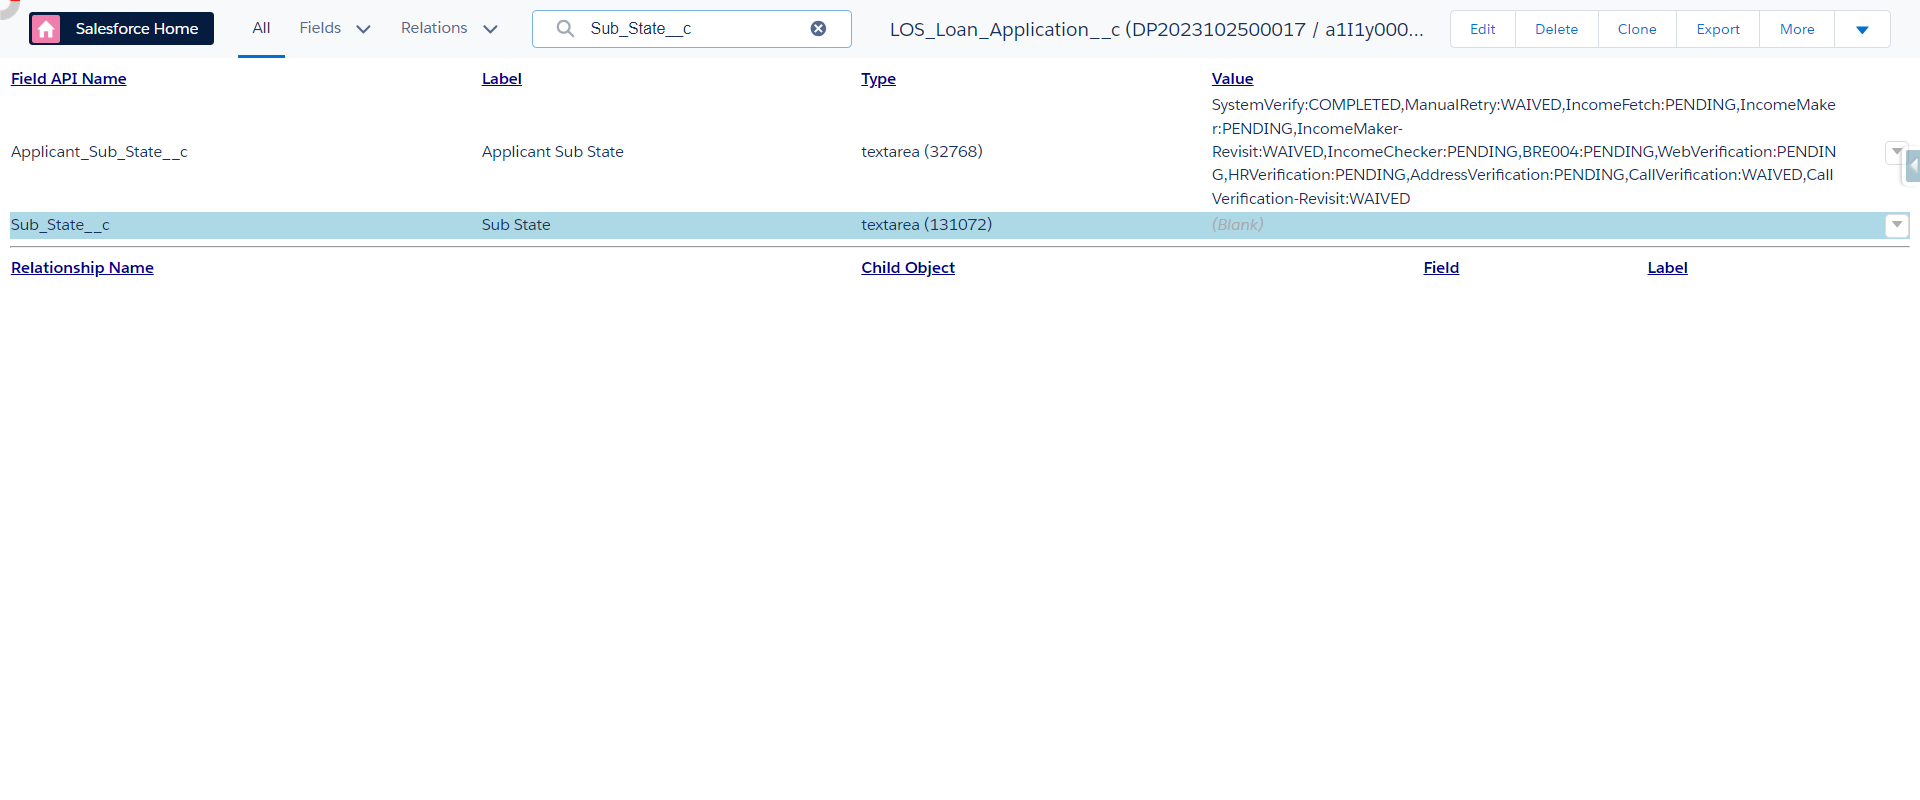 Salesforce Home All Fields Relations Sub_State__c LOS_Loan_Application__c (DP2023102500017 / a1I1y000... Edit Delete Clone Export More
Field API Name Label Type Value
Applicant_Sub_State__c Applicant Sub State textarea (32768)
SystemVerify:COMPLETED,ManualRetry:WAIVED,IncomeFetch:PENDING,IncomeMake
r:PENDING,IncomeMaker-
Revisit:WAIVED,IncomeChecker:PENDING,BRE004:PENDING,WebVerification:PENDIN
G,HRVerification:PENDING,AddressVerification:PENDING,CallVerification:WAIVED,Call
Verification-Revisit:WAIVED
Sub_State__c Sub State textarea (131072) (Blank)
Relationship Name Child Object Field Label